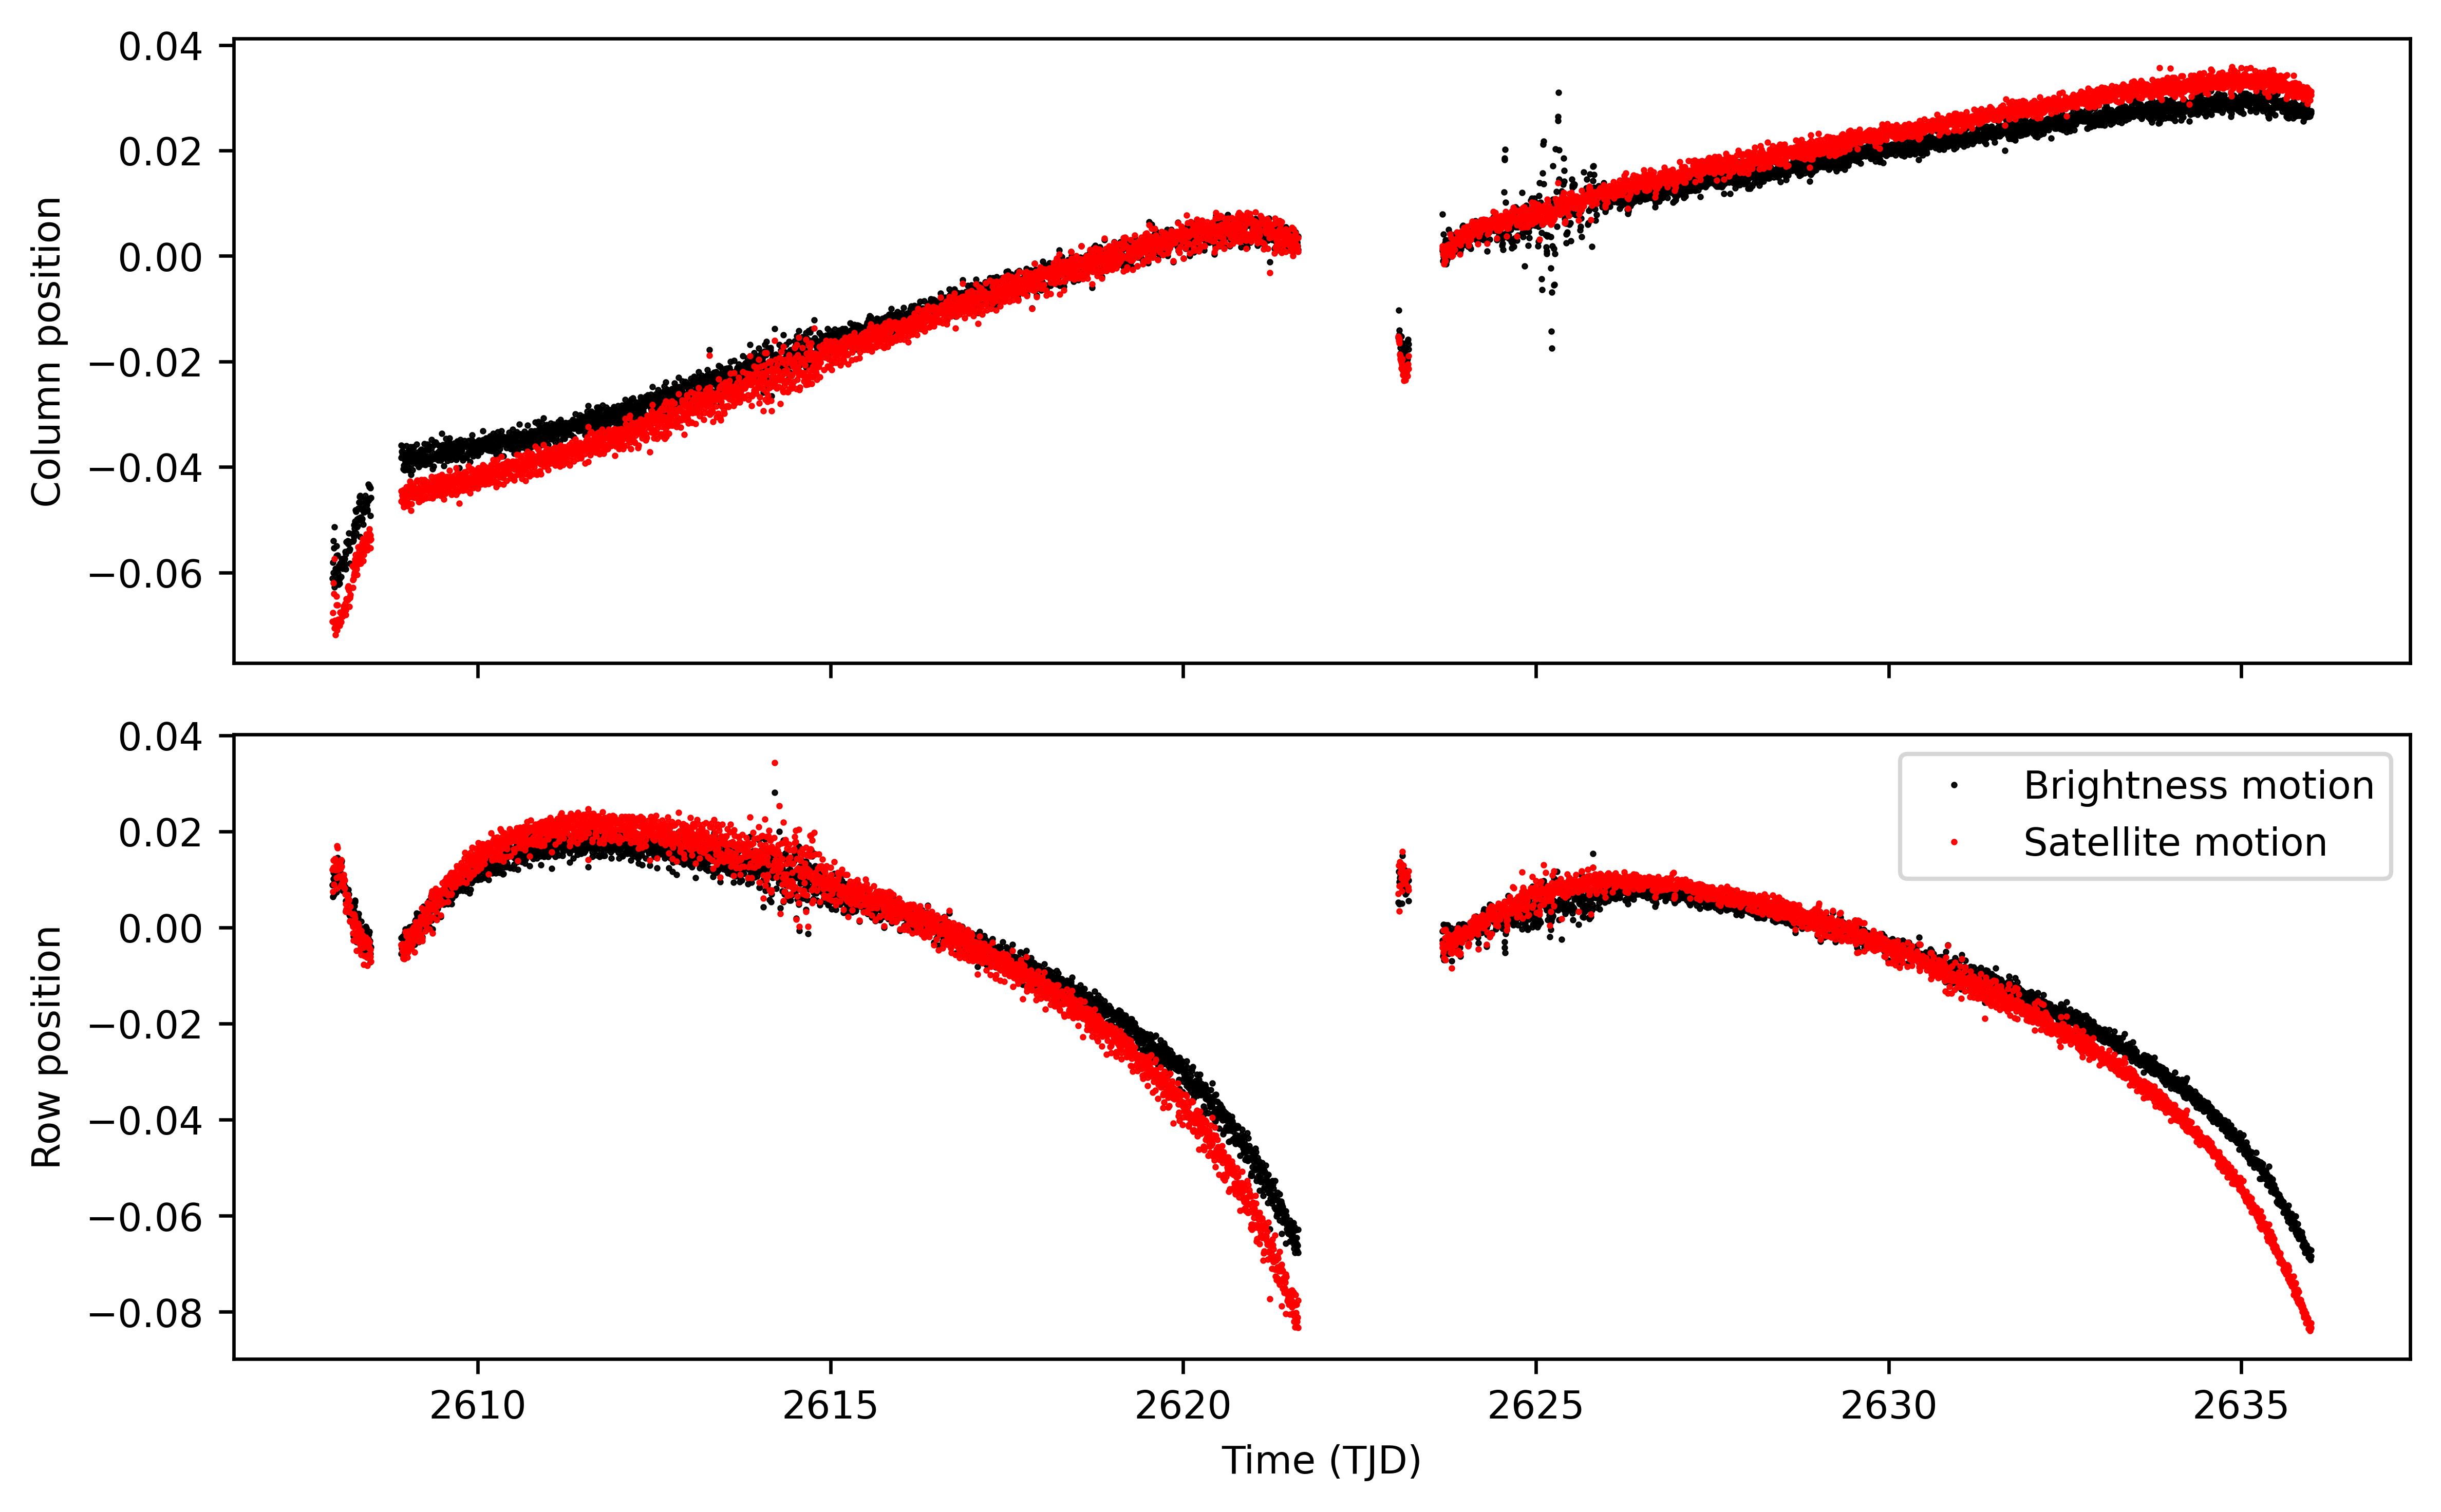 0.04
0.02
0.00
−0.02
−0.04
−0.06
Column position
0.04
0.02
0.00
−0.02
−0.04
−0.06
−0.08
Row position
Brightness motion
Satellite motion
2610 2615 2620 2625 2630 2635
Time (TJD)